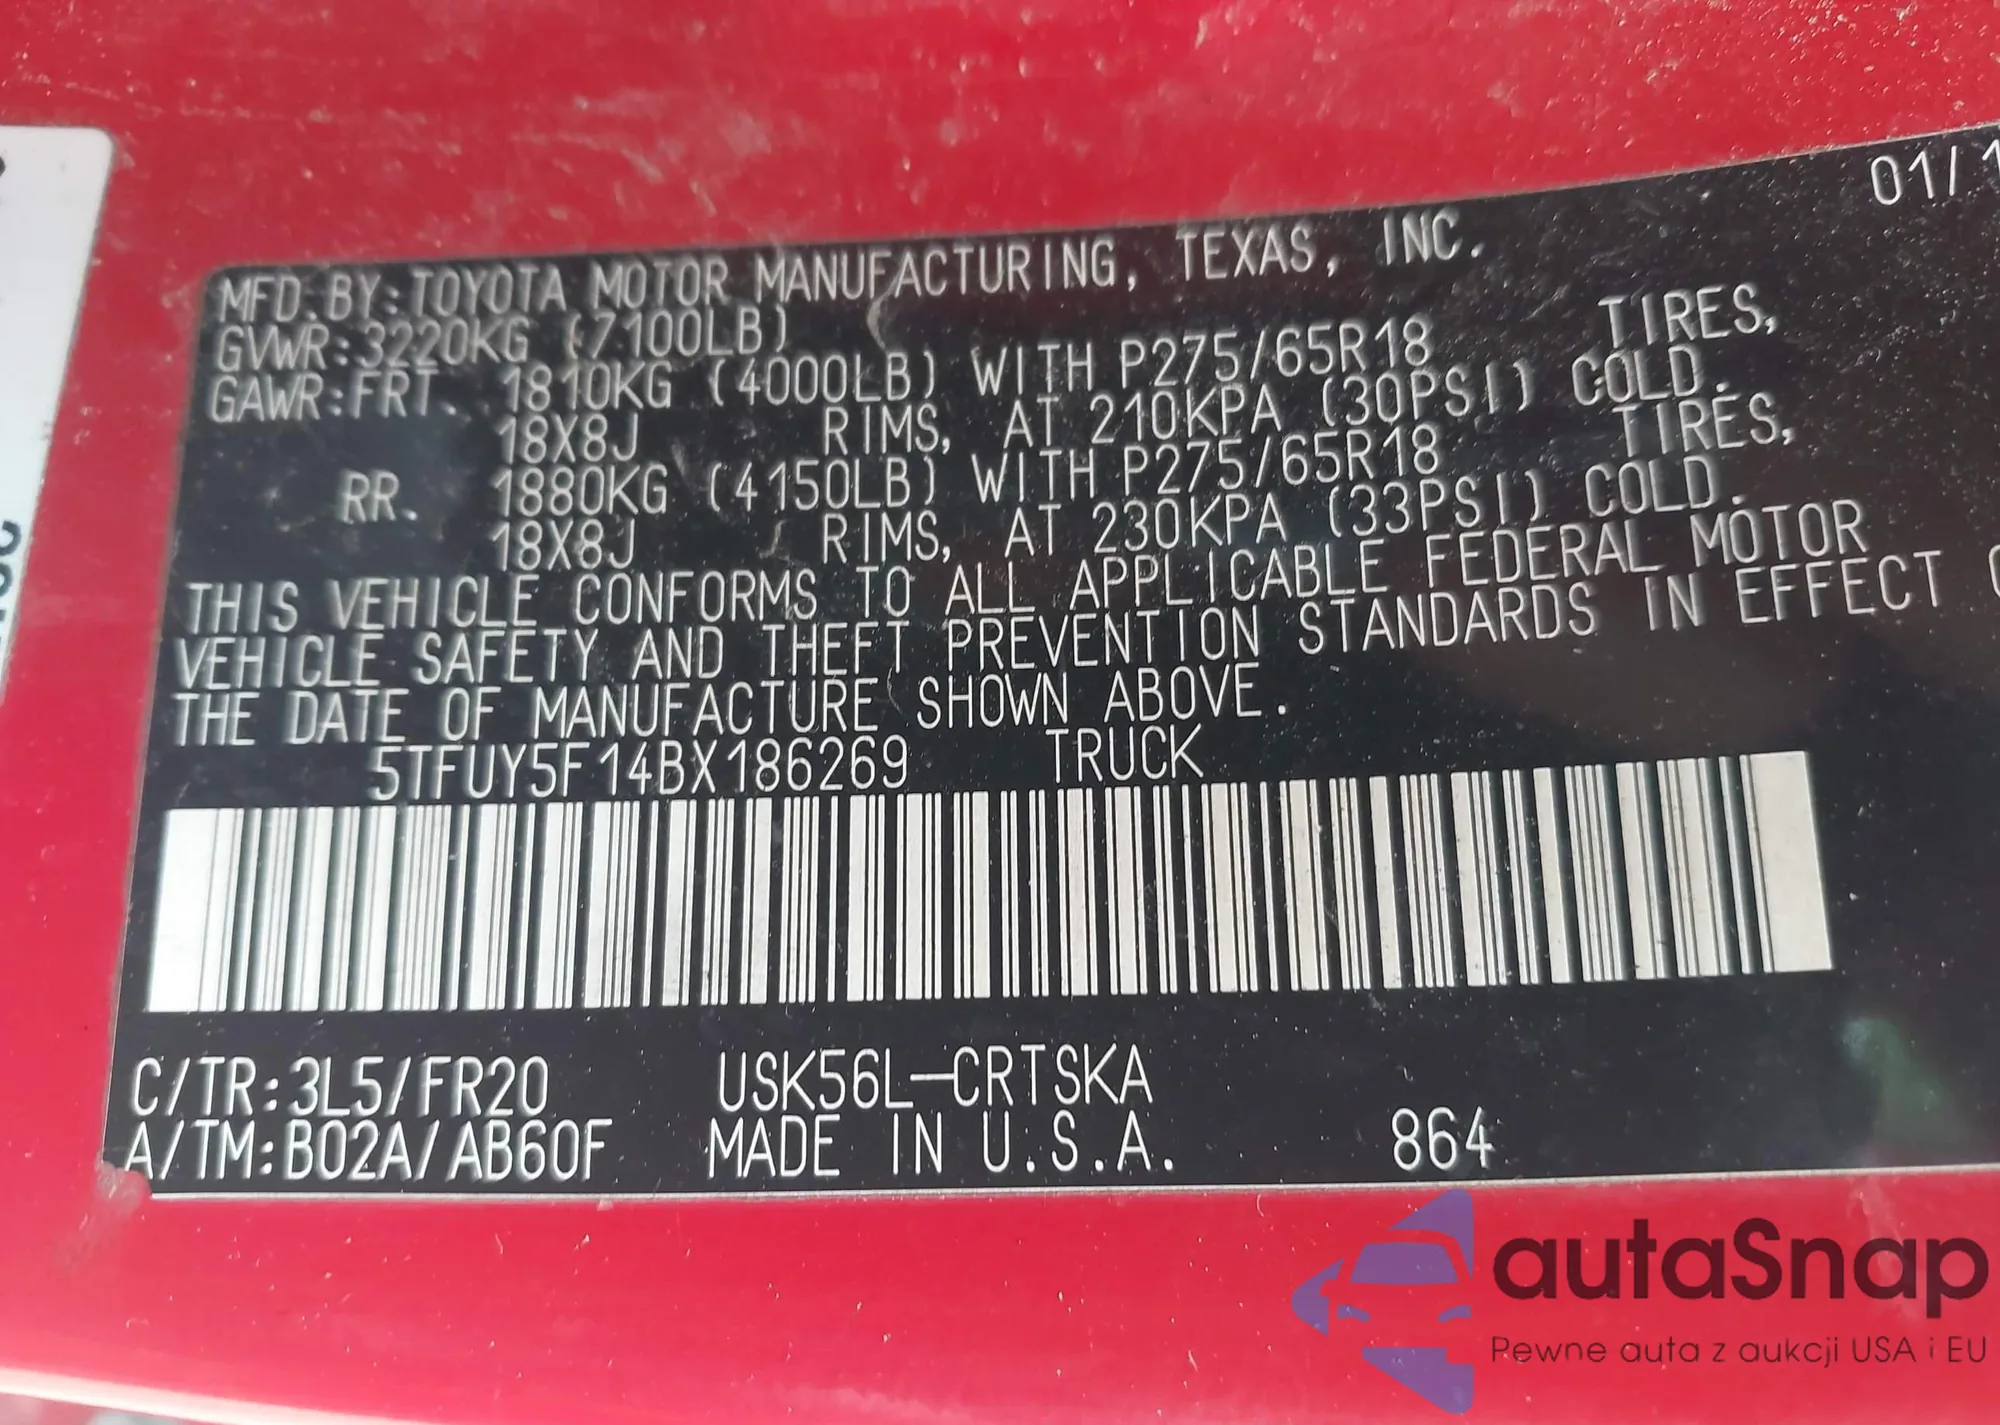 01/1
MFD.BY:TOYOTA MOTOR MANUFACTURING, TEXAS, INC.
GVWR:3220KG (7100LB)
GAWR:FRT. 1810KG (4000LB) WITH P275/65R18 TIRES,
18X8J RIMS, AT 210KPA (30PSI) COLD.
RR. 1880KG (4150LB) WITH P275/65R18 TIRES,
18X8J RIMS, AT 230KPA (33PSI) COLD.
THIS VEHICLE CONFORMS TO ALL APPLICABLE FEDERAL MOTOR
VEHICLE SAFETY AND THEFT PREVENTION STANDARDS IN EFFECT
THE DATE OF MANUFACTURE SHOWN ABOVE.
5TFUY5F14BX186269 TRUCK
C/TR:3L5/FR20 USK56L-CRTSKA
A/TM:B02A/AB60F MADE IN U.S.A. 864
autaSnap
Pewne auta z aukcji USA i EU